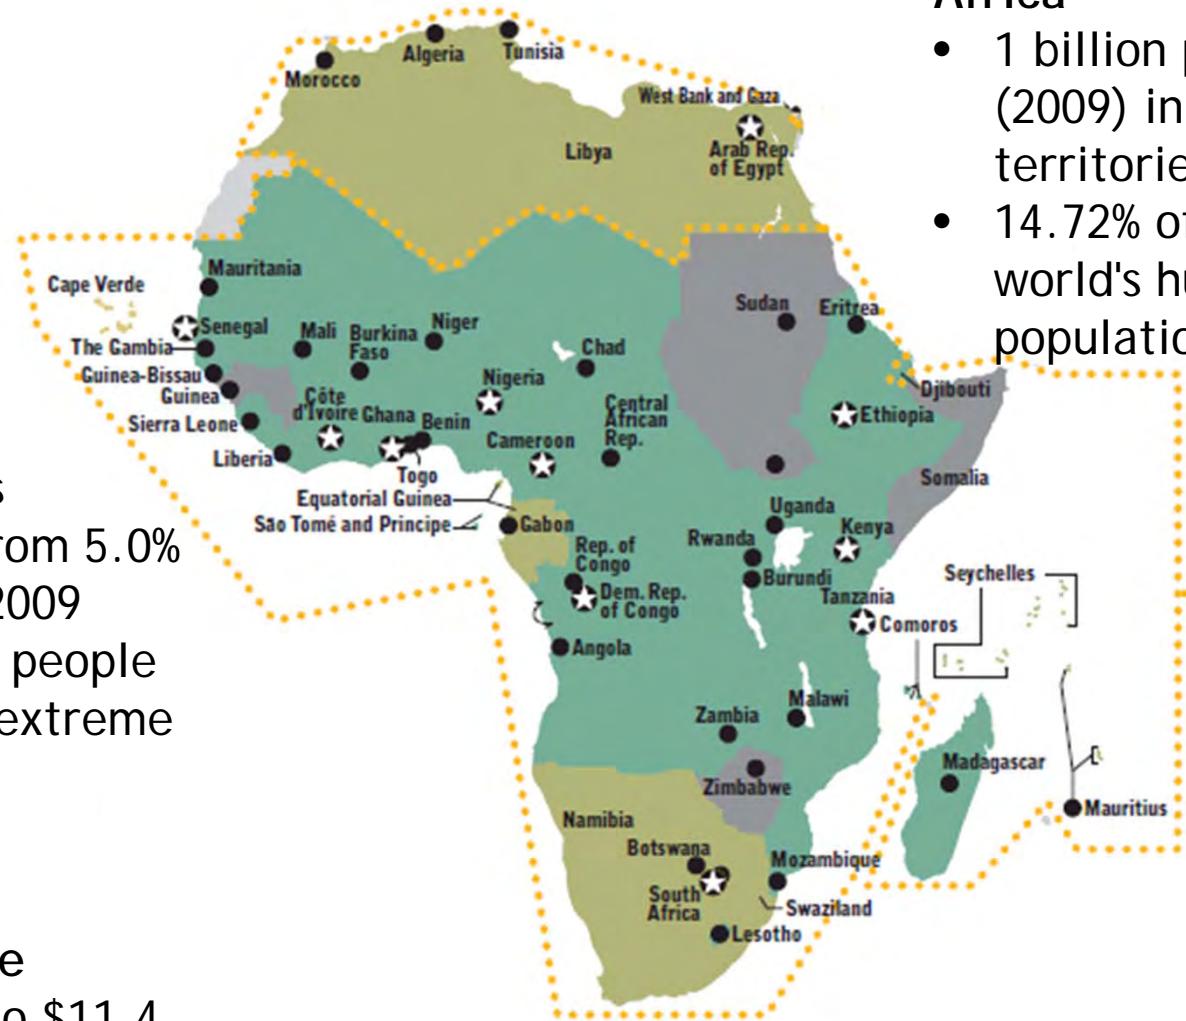 Africa
• 1 billion
(2009) in
territorie
• 14.72% of
world's hu
populatio
Algeria
Tunisia
Morocco
West Bank and Gaza
Libya
Arab Rep.
of Egypt
Mauritania
Cape Verde
Senegal
The Gambia
Guinea-Bissau
Guinea
Sierra Leone
Liberia
Mali
Burkina
Faso
Niger
Côte
d'Ivoire
Ghana
Benin
Togo
Nigeria
Cameroon
Chad
Central
African
Rep.
Sudan
Eritrea
Djibouti
Ethiopia
Somalia
Equatorial Guinea
São Tomé and Principe
Gabon
Rep. of
Congo
Dem. Rep.
of Congo
Uganda
Kenya
Rwanda
Burundi
Tanzania
Seychelles
Comoros
Angola
Malawi
Zambia
Zimbabwe
Madagascar
Mauritius
Namibia
Botswana
Mozambique
South
Africa
Swaziland
Lesotho
s
rom 5.0%
2009
people
extreme
e
o $11.4